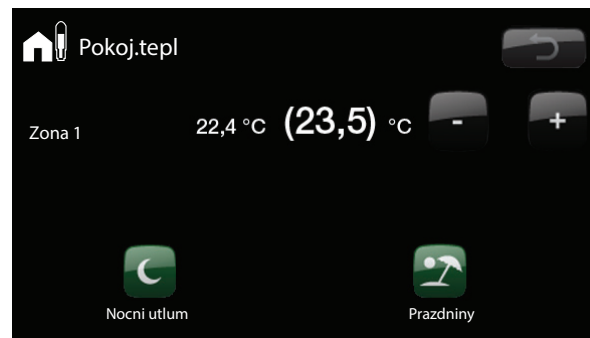 Pokoj.tepl
Zona 1 22,4 °C (23,5) °C - +
Nocni utlum Prazdniny